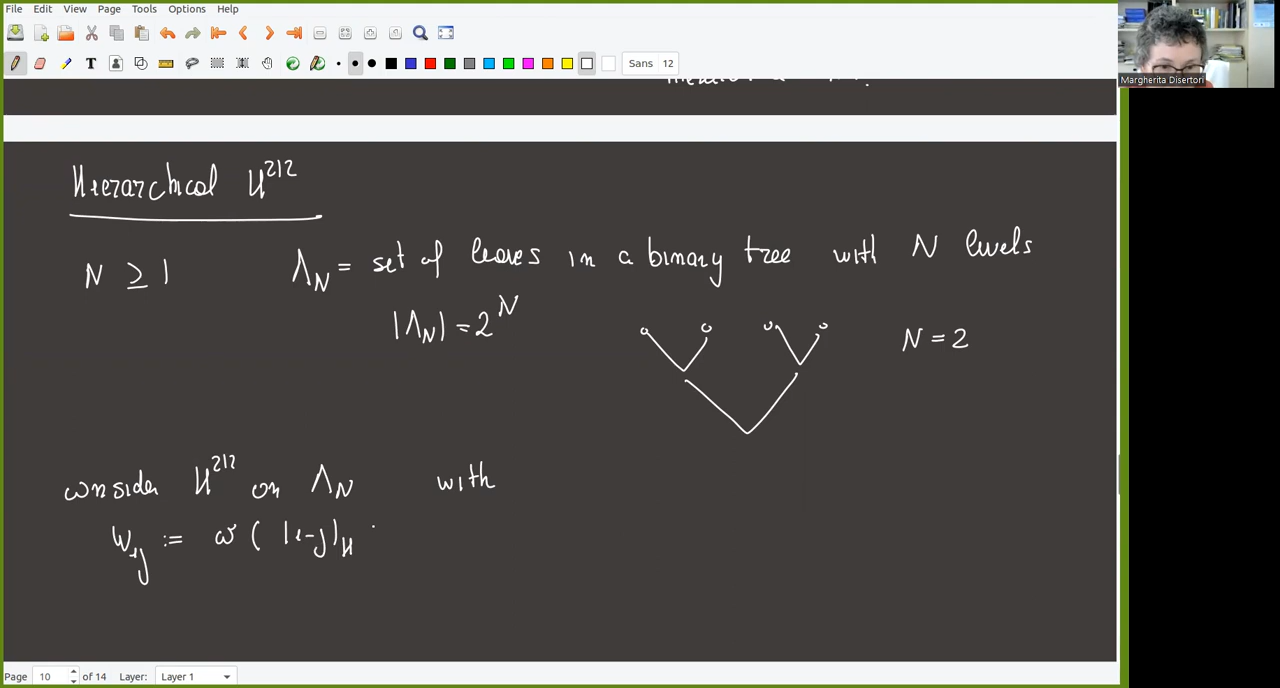 File Edit View Page Tools Options Help
Sans 12
Margherita Disertori
Hierarchical H^{2|2}
N ≥ 1 Λ_N = set of leaves in a binary tree with N levels
|Λ_N| = 2^N
N = 2
consider H^{2|2} on Λ_N with
W_{ij} := ω ( |i-j|_H
Page 10 of 14 Layer: Layer 1